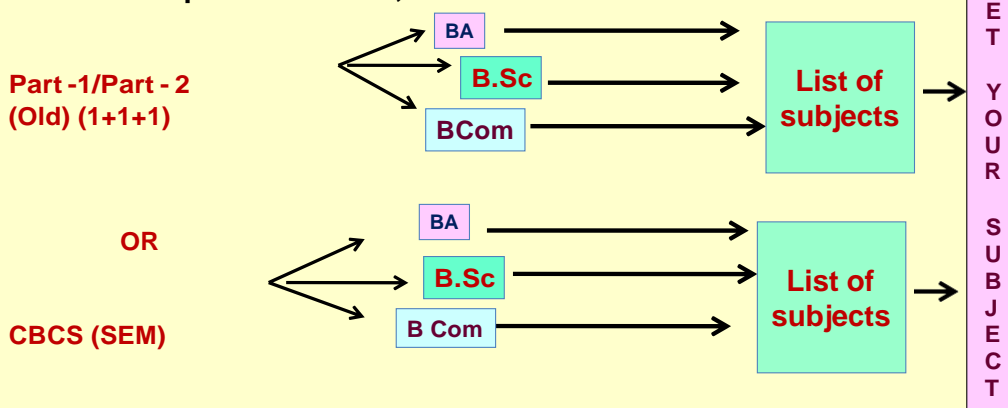 BA
B.Sc
BCom
Part -1/Part - 2
(Old) (1+1+1)
List of
subjects
OR
BA
B.Sc
B Com
CBCS (SEM)
List of
subjects
E
T
Y
O
U
R
S
U
B
J
E
C
T